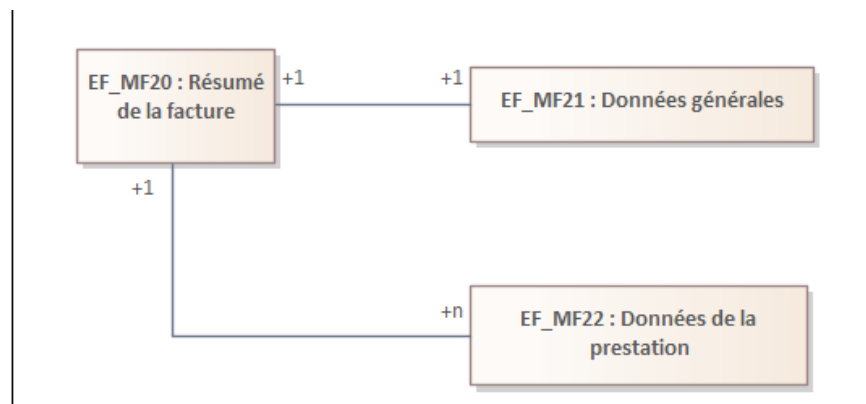 EF_MF20 : Résumé
de la facture
+1
+1
EF_MF21 : Données générales
+1
+n
EF_MF22 : Données de la
prestation